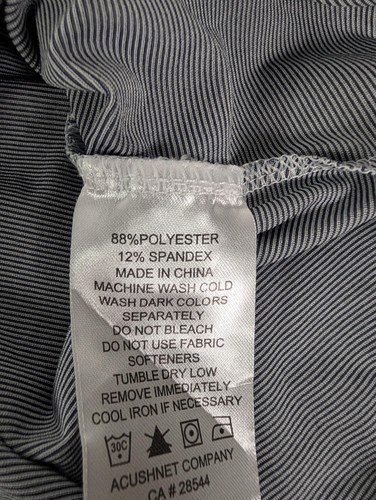 88%POLYESTER
12% SPANDEX
MADE IN CHINA
MACHINE WASH COLD
WASH DARK COLORS
SEPARATELY
DO NOT BLEACH
DO NOT USE FABRIC
SOFTENERS
TUMBLE DRY LOW
REMOVE IMMEDIATELY
COOL IRON IF NECESSARY
30C
ACUSHNET COMPANY
CA # 28544